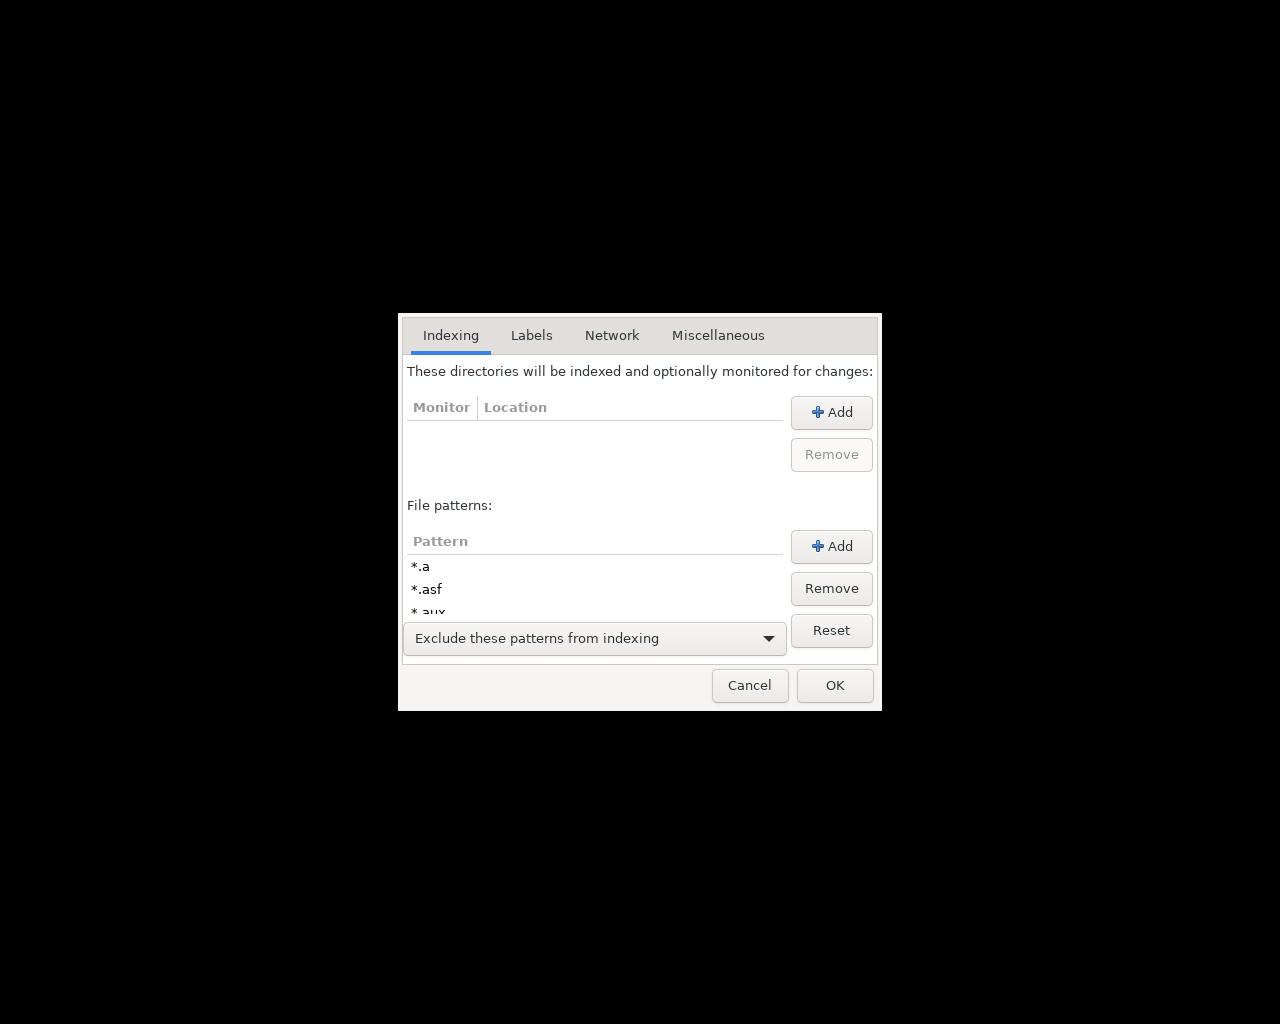 Indexing Labels Network Miscellaneous
These directories will be indexed and optionally monitored for changes:
Monitor Location
Add
Remove
File patterns:
Pattern
Add
*.a
*.asf
Remove
*.aux
Reset
Exclude these patterns from indexing
Cancel OK